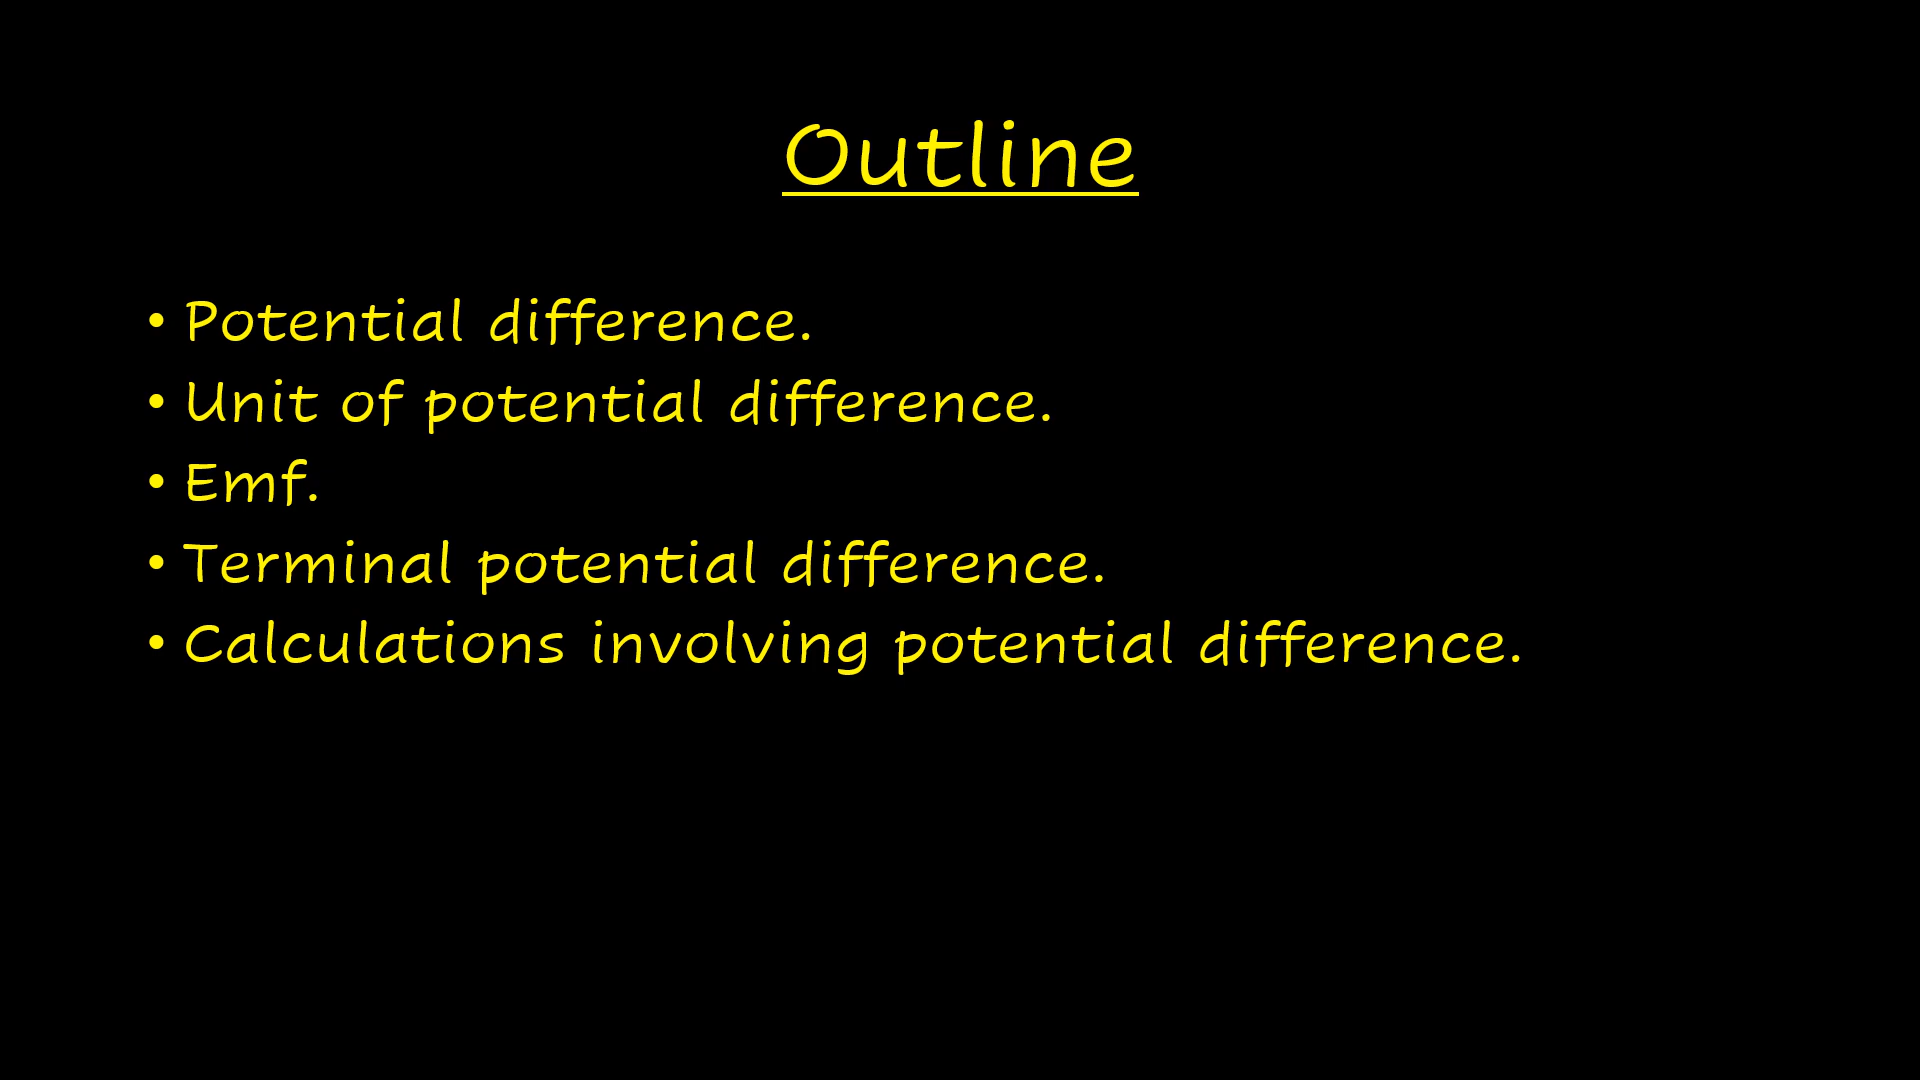 Outline
• Potential difference.
• Unit of potential difference.
• Emf.
• Terminal potential difference.
• Calculations involving potential difference.